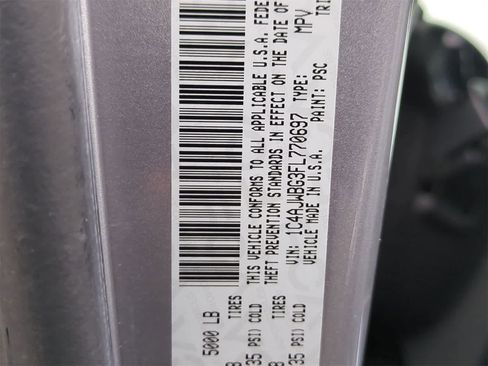 5000 LB
TIRES
35 PSI) COLD
THIS VEHICLE CONFORMS TO ALL APPLICABLE U.S.A. FEDE
THEFT PREVENTION STANDARDS IN EFFECT ON THE DATE OF
VIN: 1C4AJWBG3FL770697 TYPE: MPV
VEHICLE MADE IN U.S.A. PAINT: PSC
TRI
B TIRES
35 PSI) COLD